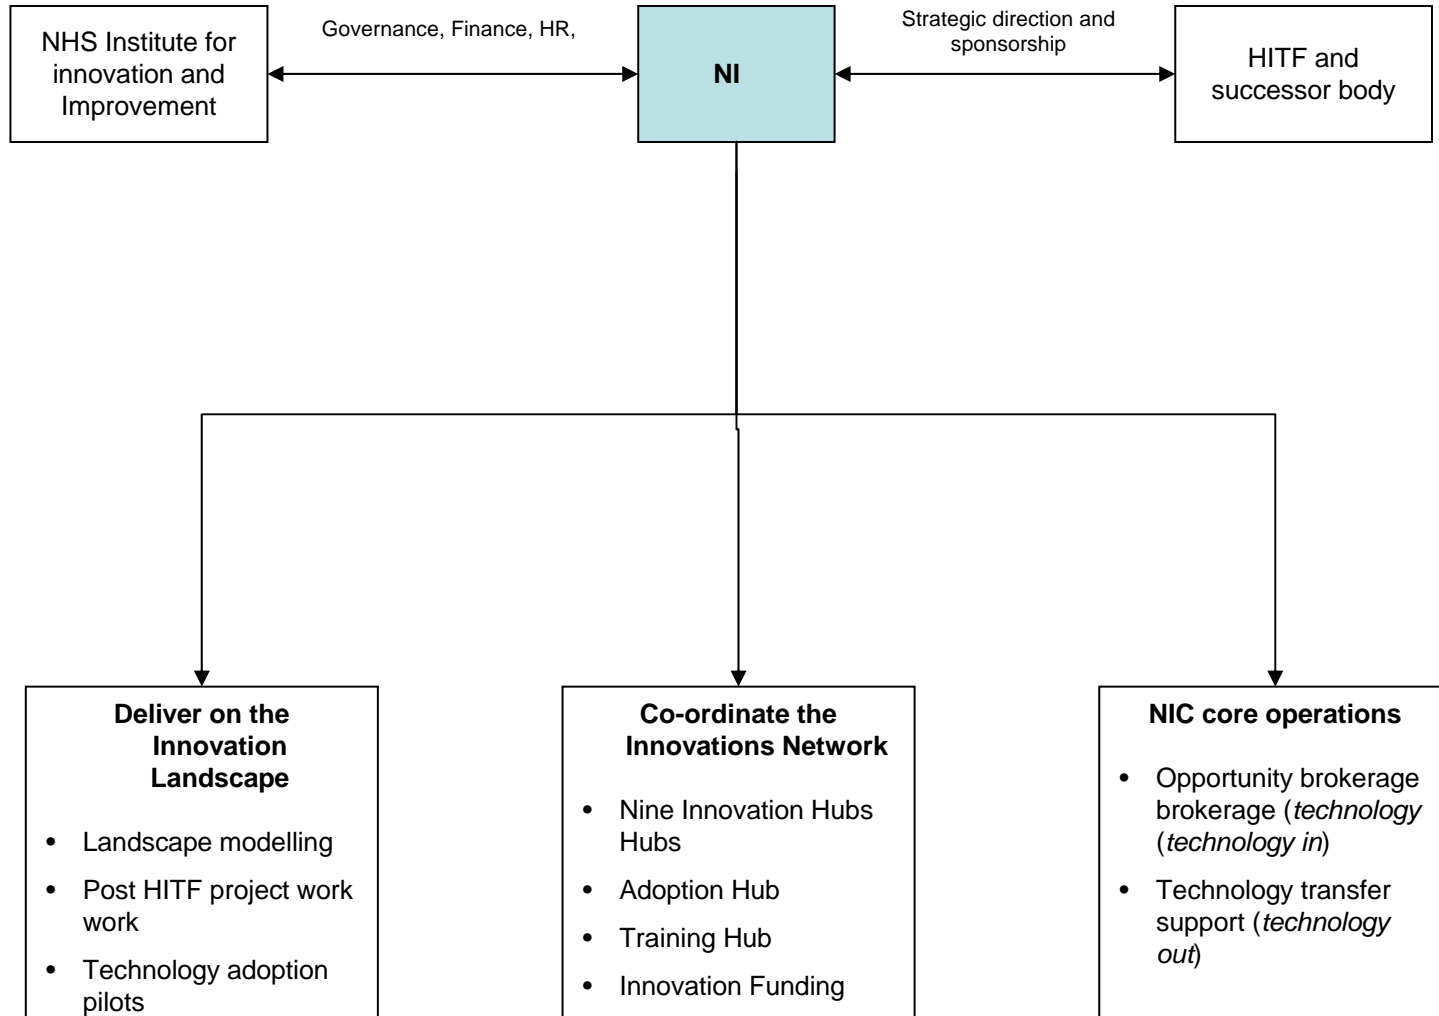 NHS Institute for
innovation and
Improvement
Governance, Finance, HR,
NI
Strategic direction and
sponsorship
HITF and
successor body
Deliver on the
Innovation
Landscape
• Landscape modelling
• Post HITF project work
work
• Technology adoption
pilots
Co-ordinate the
Innovations Network
• Nine Innovation Hubs
Hubs
• Adoption Hub
• Training Hub
• Innovation Funding
NIC core operations
• Opportunity brokerage
brokerage (technology
(technology in)
• Technology transfer
support (technology
out)